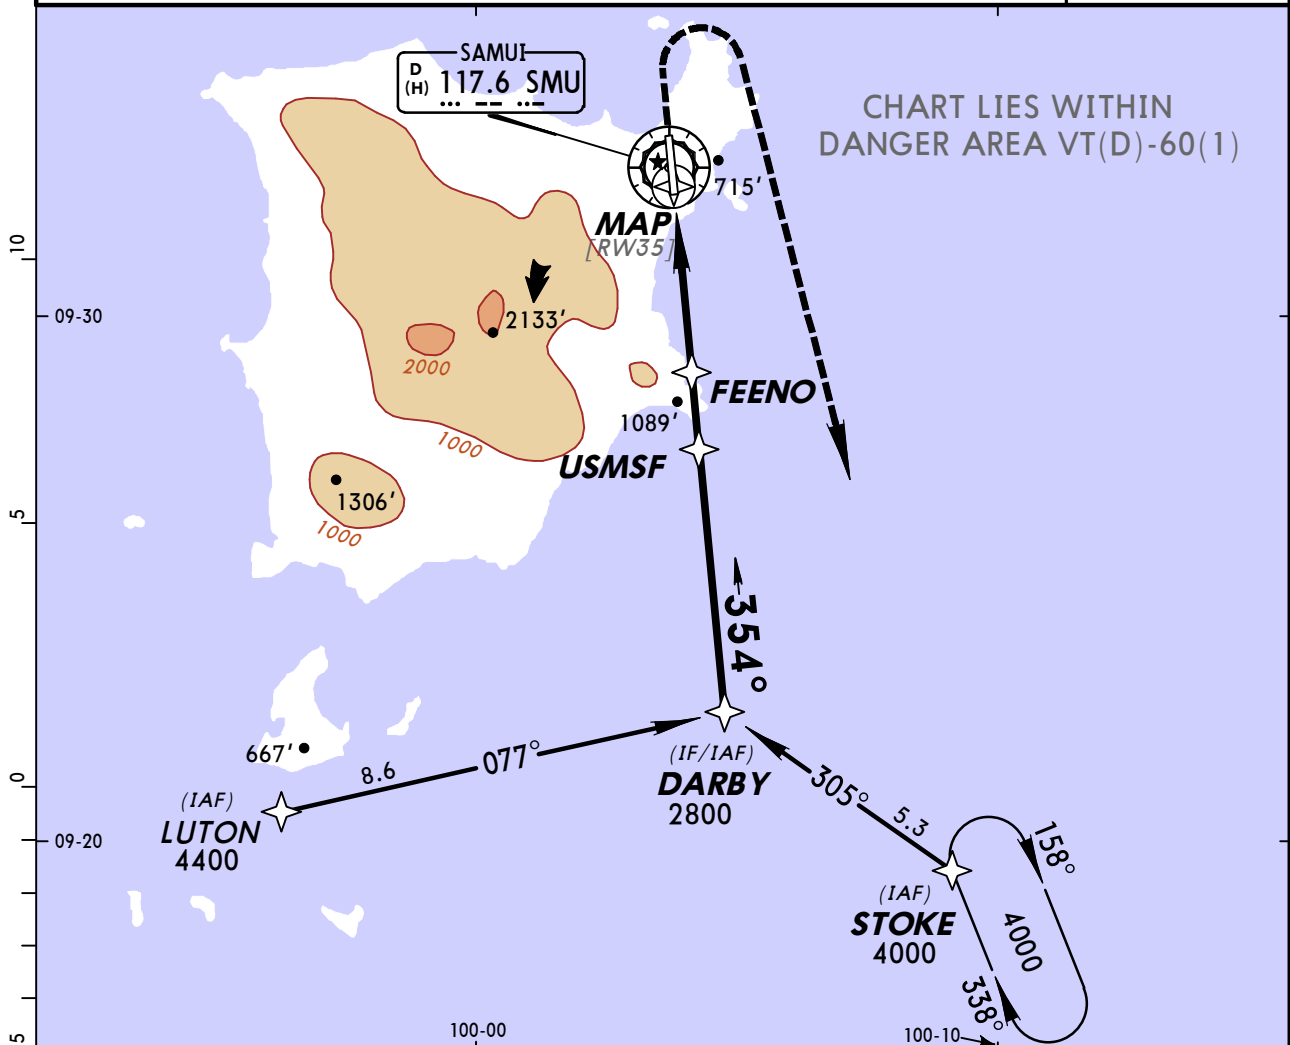 SAMUI
D
(H) 117.6 SMU
CHART LIES WITHIN
DANGER AREA VT(D)-60(1)
715'
MAP
[RW35]
10
09-30
2133'
2000
FEENO
1089'
1000
USMSF
1306'
1000
5
354°
667'
8.6
077°
(IF/IAF)
DARBY
2800
305°
5.3
0
(IAF)
LUTON
4400
09-20
158°
(IAF)
STOKE
4000
4000
338°
5
100-00
100-10